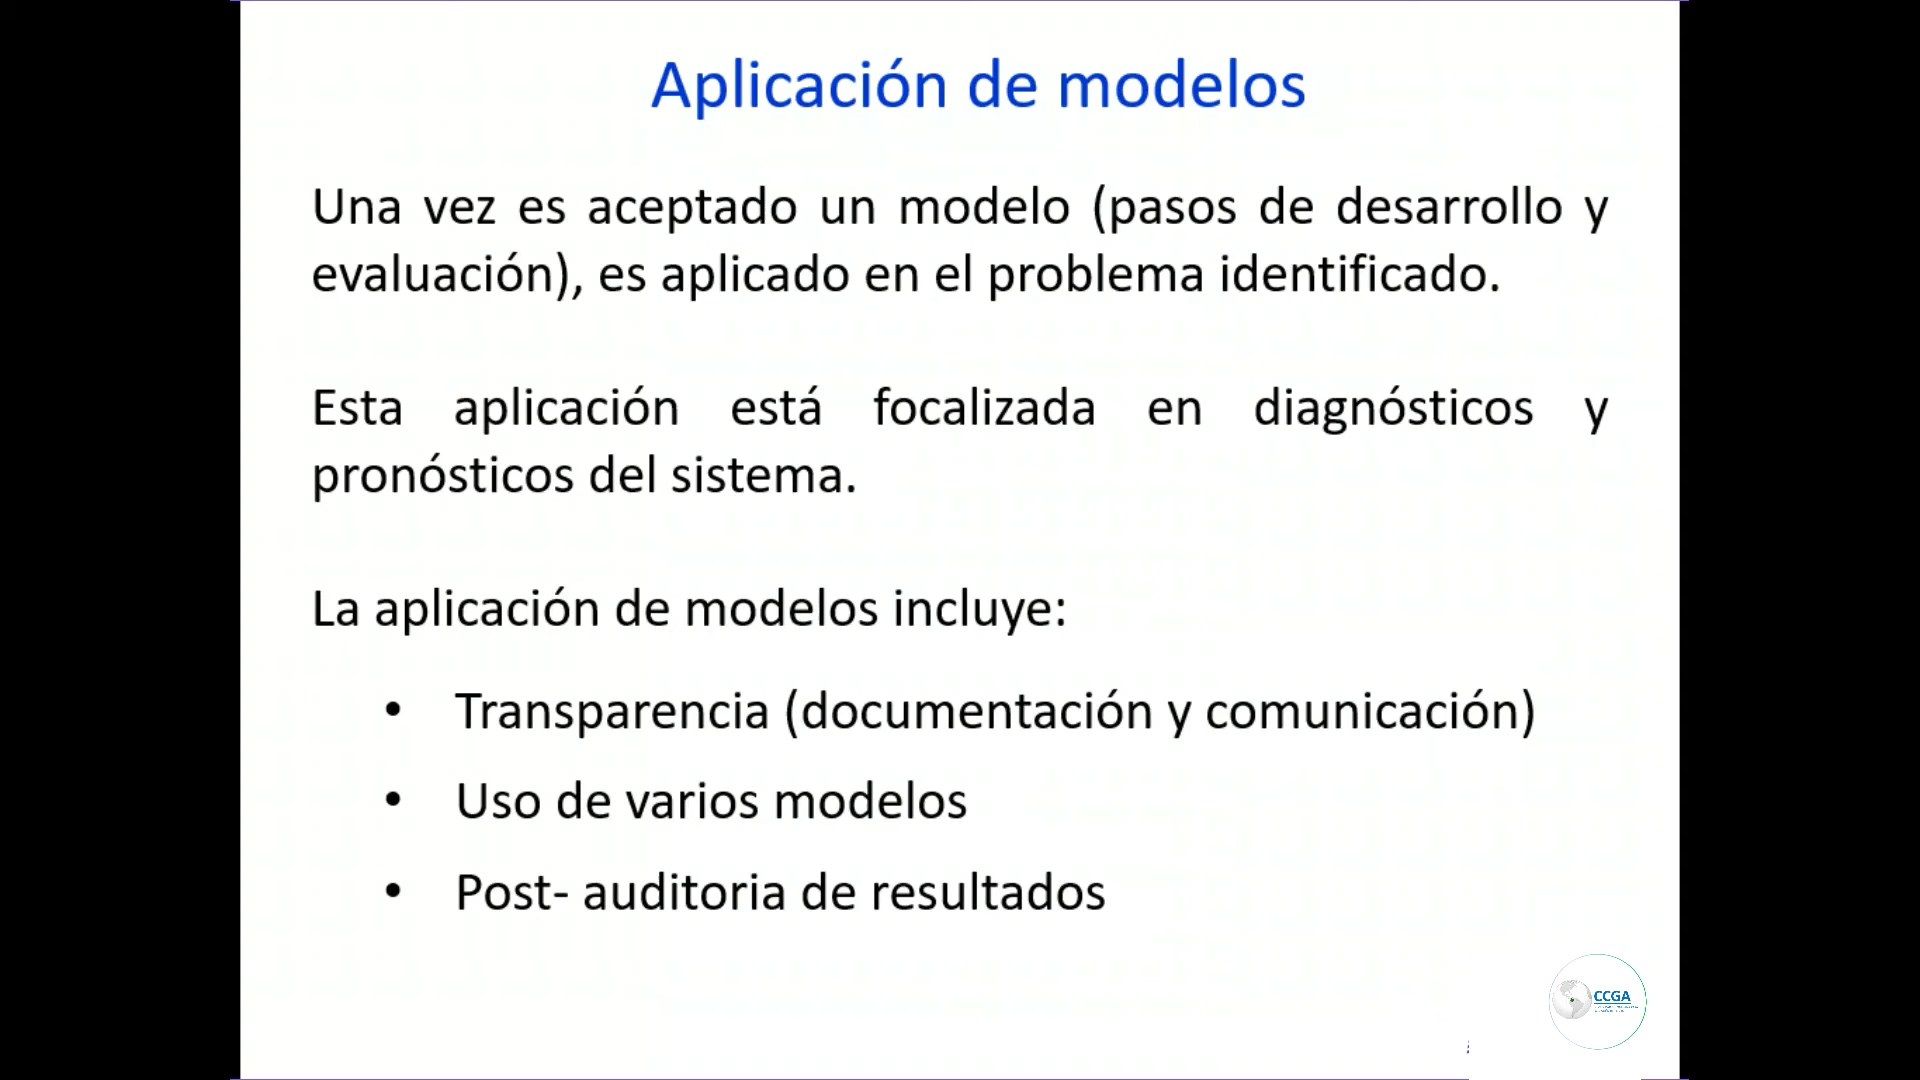 Aplicación de modelos
Una vez es aceptado un modelo (pasos de desarrollo y
evaluación), es aplicado en el problema identificado.
Esta aplicación está focalizada en diagnósticos y
pronósticos del sistema.
La aplicación de modelos incluye:
• Transparencia (documentación y comunicación)
• Uso de varios modelos
• Post- auditoria de resultados
CCGA